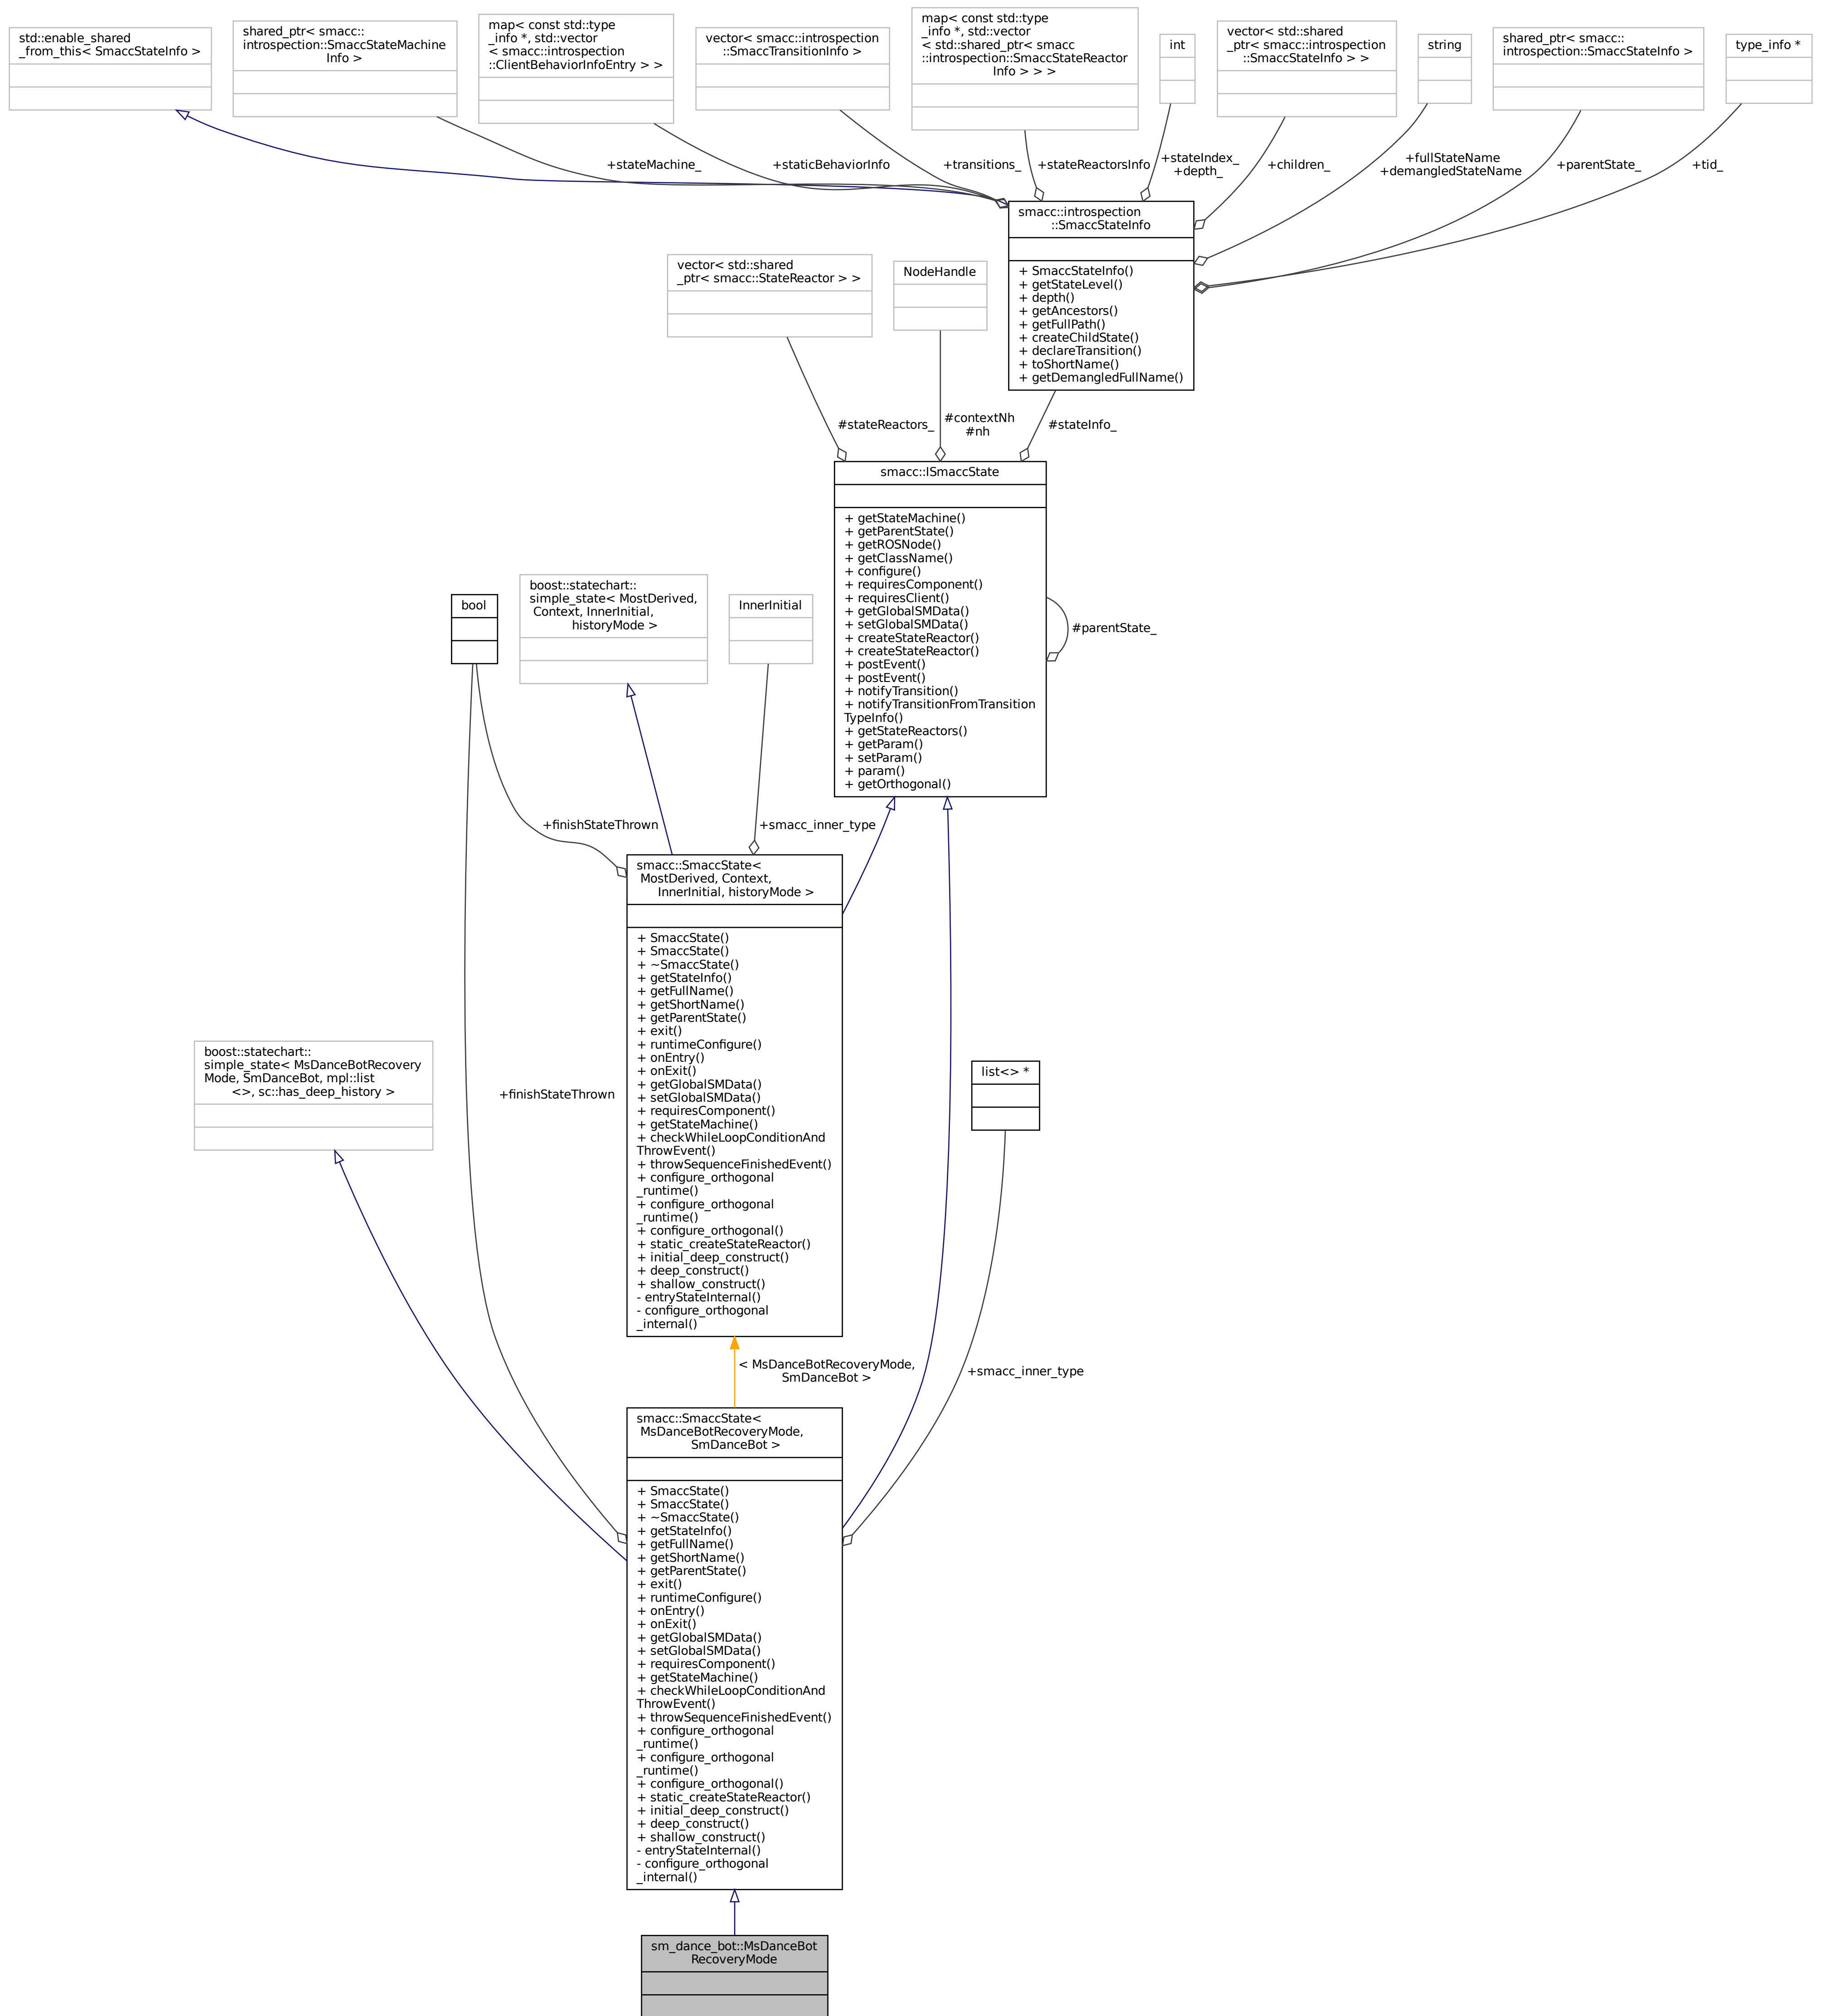 std::enable_shared
_from_this< SmaccStateInfo >
shared_ptr< smacc::
introspection::SmaccStateMachine
Info >
map< const std::type
_info *, std::vector
< smacc::introspection
::ClientBehaviorInfoEntry > >
vector< smacc::introspection
::SmaccTransitionInfo >
map< const std::type
_info *, std::vector
< std::shared_ptr< smacc
::introspection::SmaccStateReactor
Info > > >
int
vector< std::shared
_ptr< smacc::introspection
::SmaccStateInfo > >
string
shared_ptr< smacc::
introspection::SmaccStateInfo >
type_info *
+stateMachine_
+staticBehaviorInfo
+transitions_
+stateReactorsInfo
+stateIndex_
+depth_
+children_
+fullStateName
+demangledStateName
+parentState_
+tid_
smacc::introspection
::SmaccStateInfo
+ SmaccStateInfo()
+ getStateLevel()
+ depth()
+ getAncestors()
+ getFullPath()
+ createChildState()
+ declareTransition()
+ toShortName()
+ getDemangledFullName()
vector< std::shared
_ptr< smacc::StateReactor > >
NodeHandle
#stateReactors_
#contextNh
#nh
#stateInfo_
smacc::ISmaccState
+ getStateMachine()
+ getParentState()
+ getROSNode()
+ getClassName()
+ configure()
+ requiresComponent()
+ requiresClient()
+ getGlobalSMData()
+ setGlobalSMData()
+ createStateReactor()
+ createStateReactor()
+ postEvent()
+ postEvent()
+ notifyTransition()
+ notifyTransitionFromTransition
TypeInfo()
+ getStateReactors()
+ getParam()
+ setParam()
+ param()
+ getOrthogonal()
#parentState_
bool
boost::statechart::
simple_state< MostDerived,
Context, InnerInitial,
historyMode >
InnerInitial
+finishStateThrown
+smacc_inner_type
smacc::SmaccState<
MostDerived, Context,
InnerInitial, historyMode >
+ SmaccState()
+ SmaccState()
+ ~SmaccState()
+ getStateInfo()
+ getFullName()
+ getShortName()
+ getParentState()
+ exit()
+ runtimeConfigure()
+ onEntry()
+ onExit()
+ getGlobalSMData()
+ setGlobalSMData()
+ requiresComponent()
+ getStateMachine()
+ checkWhileLoopConditionAnd
ThrowEvent()
+ throwSequenceFinishedEvent()
+ configure_orthogonal
_runtime()
+ configure_orthogonal
_runtime()
+ configure_orthogonal()
+ static_createStateReactor()
+ initial_deep_construct()
+ deep_construct()
+ shallow_construct()
- entryStateInternal()
- configure_orthogonal
_internal()
boost::statechart::
simple_state< MsDanceBotRecovery
Mode, SmDanceBot, mpl::list
<>, sc::has_deep_history >
+finishStateThrown
list<> *
< MsDanceBotRecoveryMode,
SmDanceBot >
+smacc_inner_type
smacc::SmaccState<
MsDanceBotRecoveryMode,
SmDanceBot >
+ SmaccState()
+ SmaccState()
+ ~SmaccState()
+ getStateInfo()
+ getFullName()
+ getShortName()
+ getParentState()
+ exit()
+ runtimeConfigure()
+ onEntry()
+ onExit()
+ getGlobalSMData()
+ setGlobalSMData()
+ requiresComponent()
+ getStateMachine()
+ checkWhileLoopConditionAnd
ThrowEvent()
+ throwSequenceFinishedEvent()
+ configure_orthogonal
_runtime()
+ configure_orthogonal
_runtime()
+ configure_orthogonal()
+ static_createStateReactor()
+ initial_deep_construct()
+ deep_construct()
+ shallow_construct()
- entryStateInternal()
- configure_orthogonal
_internal()
sm_dance_bot::MsDanceBot
RecoveryMode